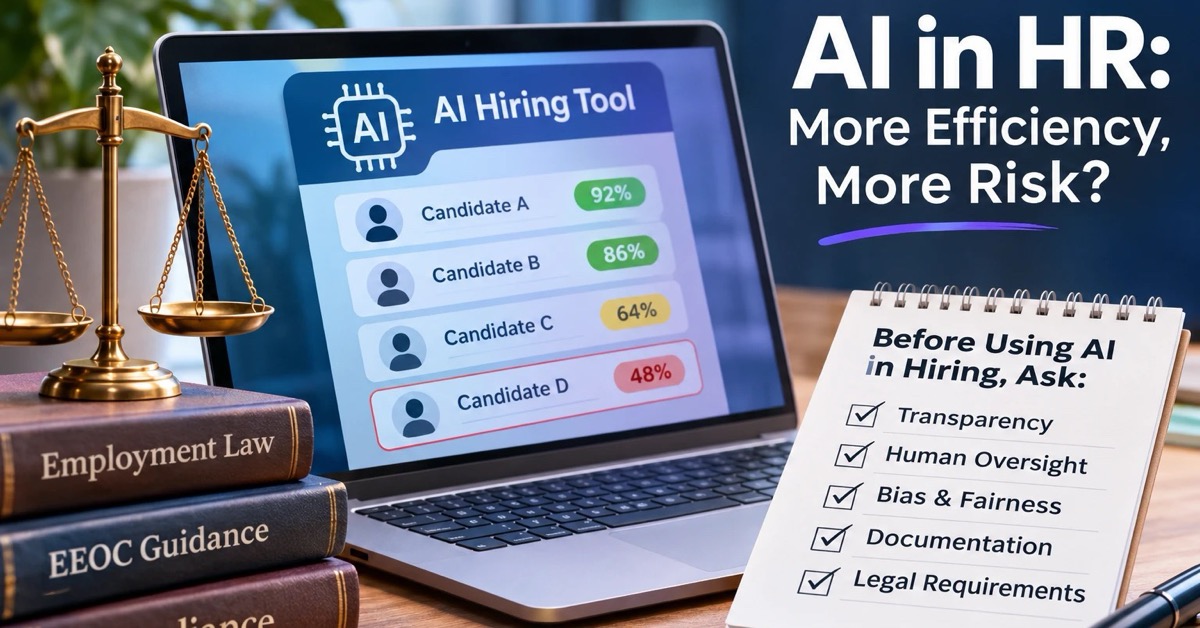 AI in HR:
More Efficiency,
More Risk?
AI
AI Hiring Tool
Candidate A
92%
Candidate B
86%
Candidate C
64%
Candidate D
48%
Employment Law
EEOC Guidance
Before Using AI
in Hiring, Ask:
Transparency
Human Oversight
Bias & Fairness
Documentation
Legal Requirements